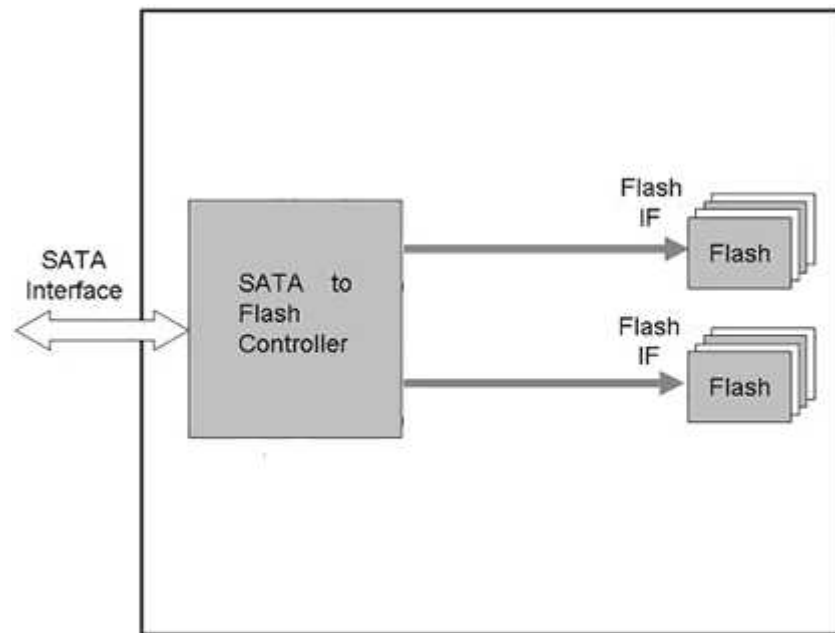 SATA
Interface
SATA to
Flash
Controller
Flash
IF
Flash
Flash
IF
Flash